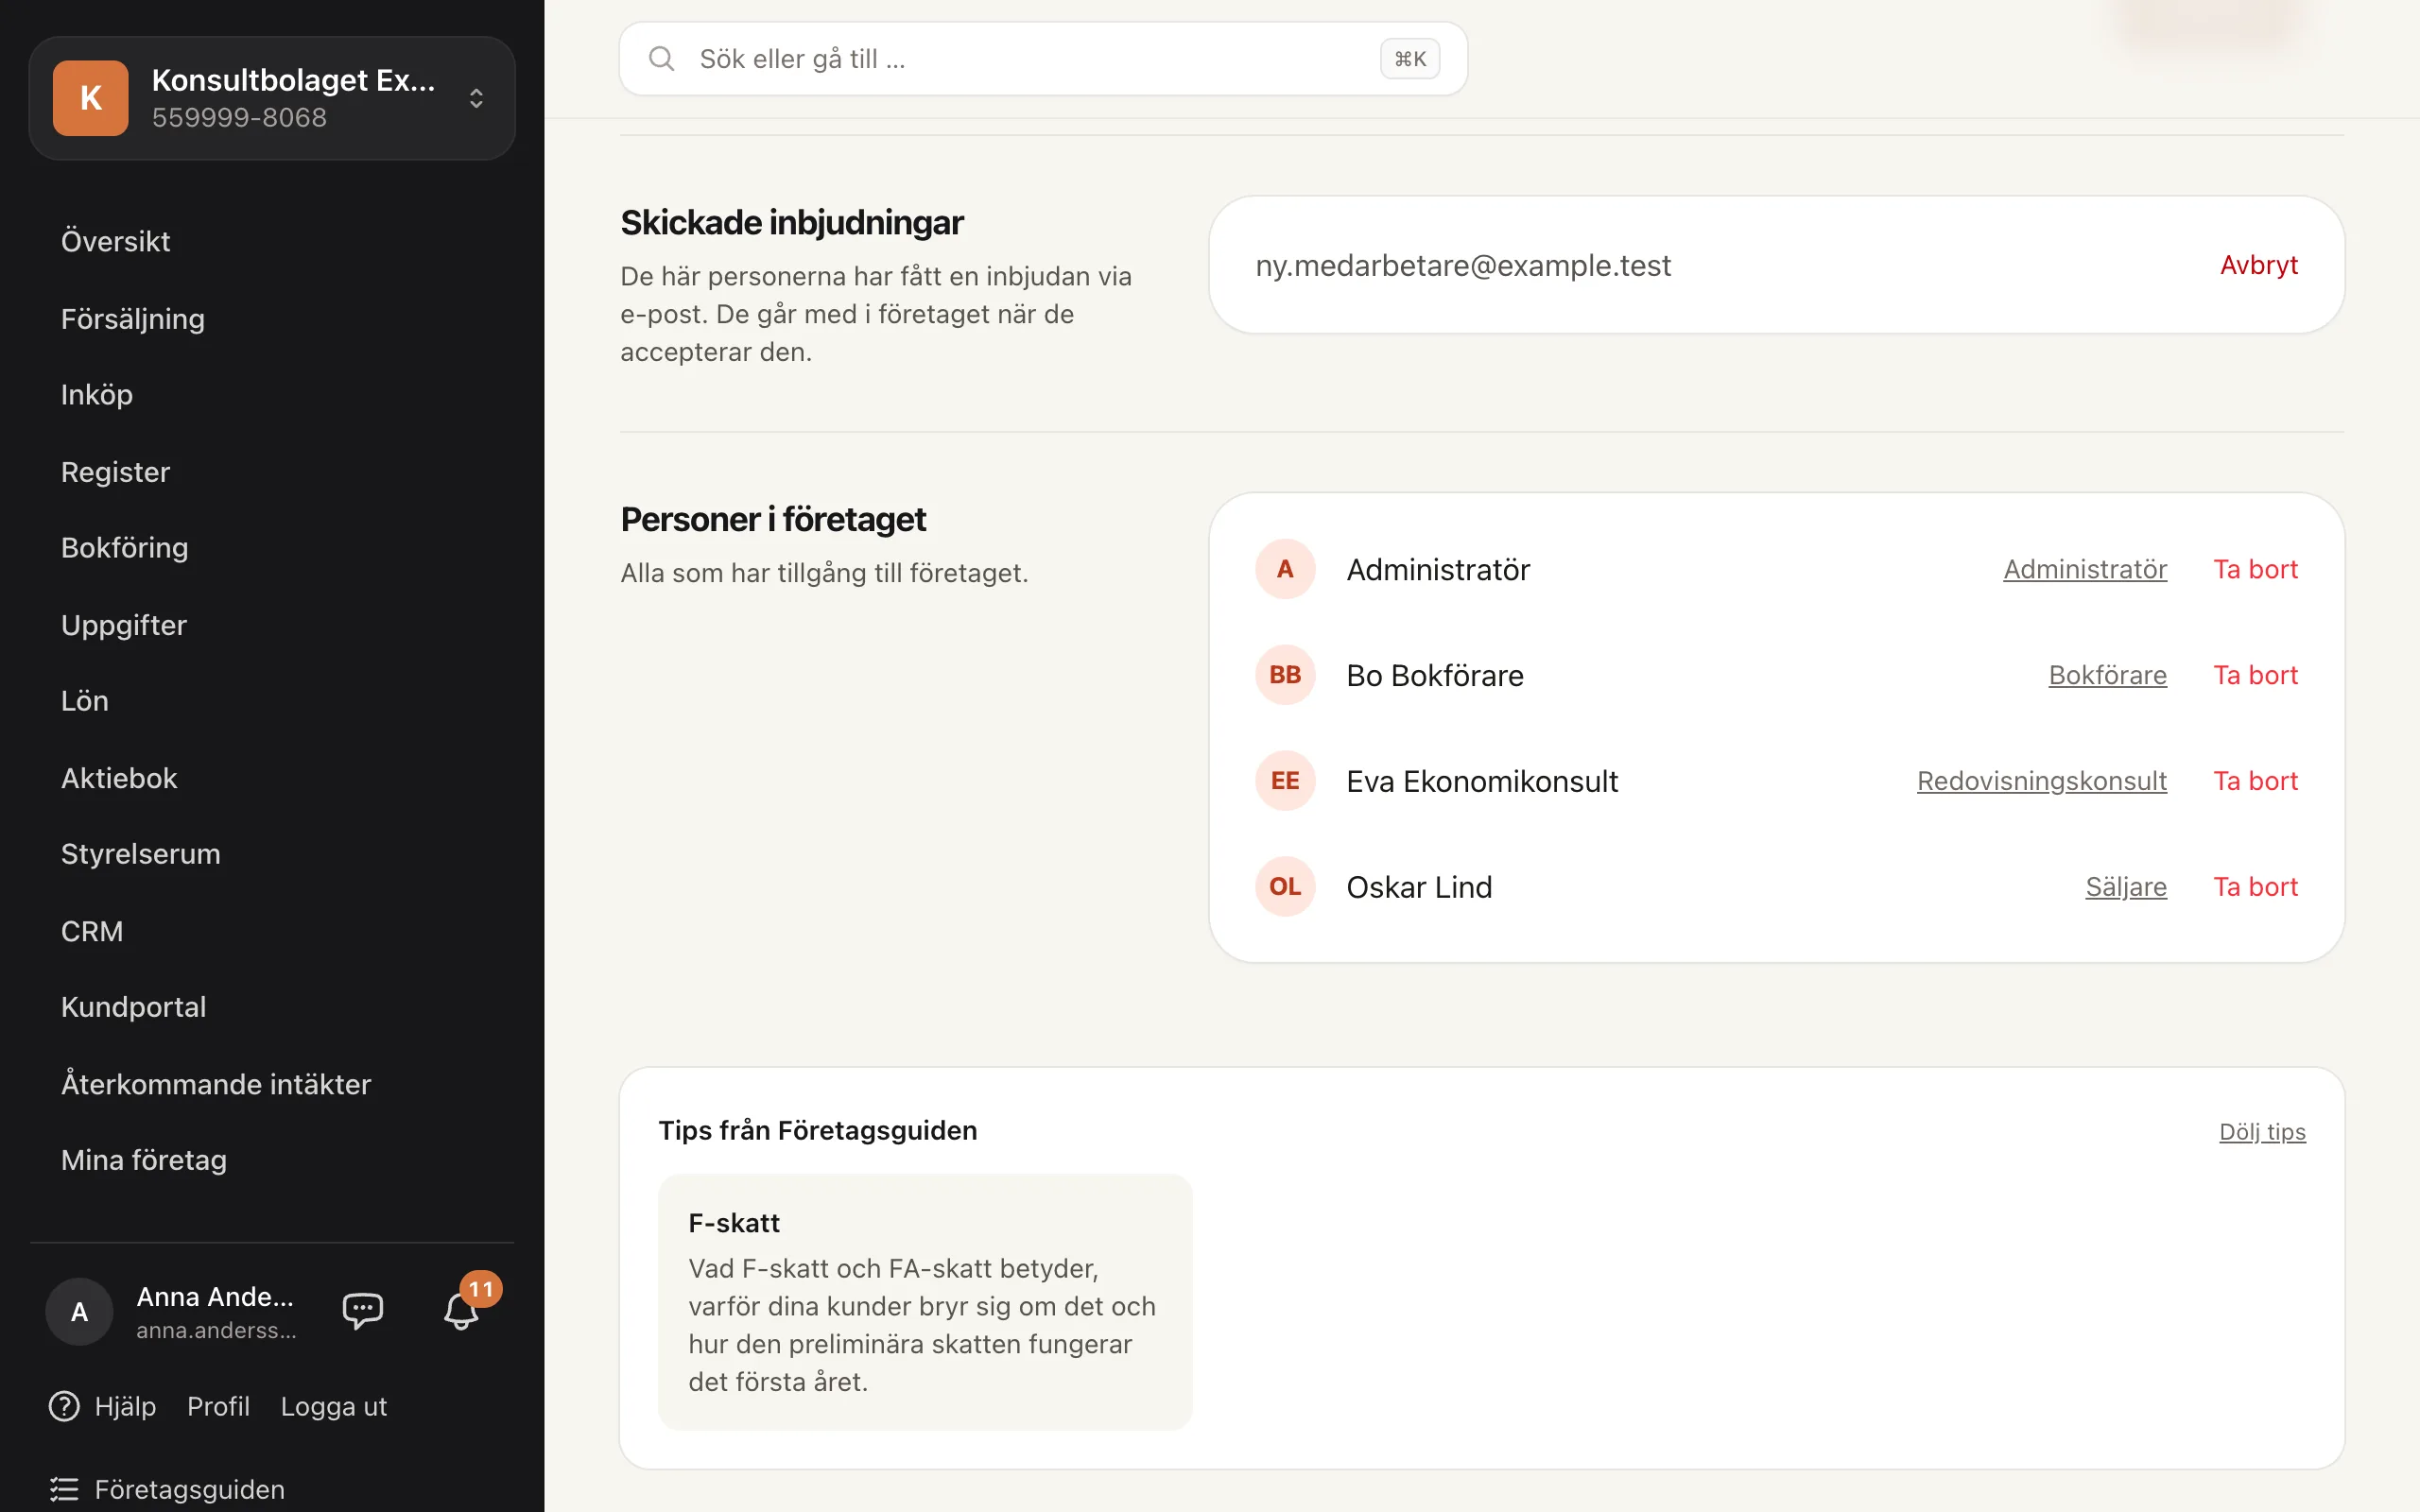 K
Konsultbolaget Ex...
559999-8068
Översikt
Försäljning
Inköp
Register
Bokföring
Uppgifter
Lön
Aktiebok
Styrelserum
CRM
Kundportal
Återkommande intäkter
Mina företag
A
Anna Ande...
anna.anderss...
11
Hjälp
Profil
Logga ut
Företagsguiden
Sök eller gå till ...
⌘K
Skickade inbjudningar
De här personerna har fått en inbjudan via
e-post. De går med i företaget när de
accepterar den.
ny.medarbetare@example.test
Avbryt
Personer i företaget
Alla som har tillgång till företaget.
A Administratör Administratör Ta bort
BB Bo Bokförare Bokförare Ta bort
EE Eva Ekonomikonsult Redovisningskonsult Ta bort
OL Oskar Lind Säljare Ta bort
Tips från Företagsguiden
Dölj tips
F-skatt
Vad F-skatt och FA-skatt betyder,
varför dina kunder bryr sig om det och
hur den preliminära skatten fungerar
det första året.